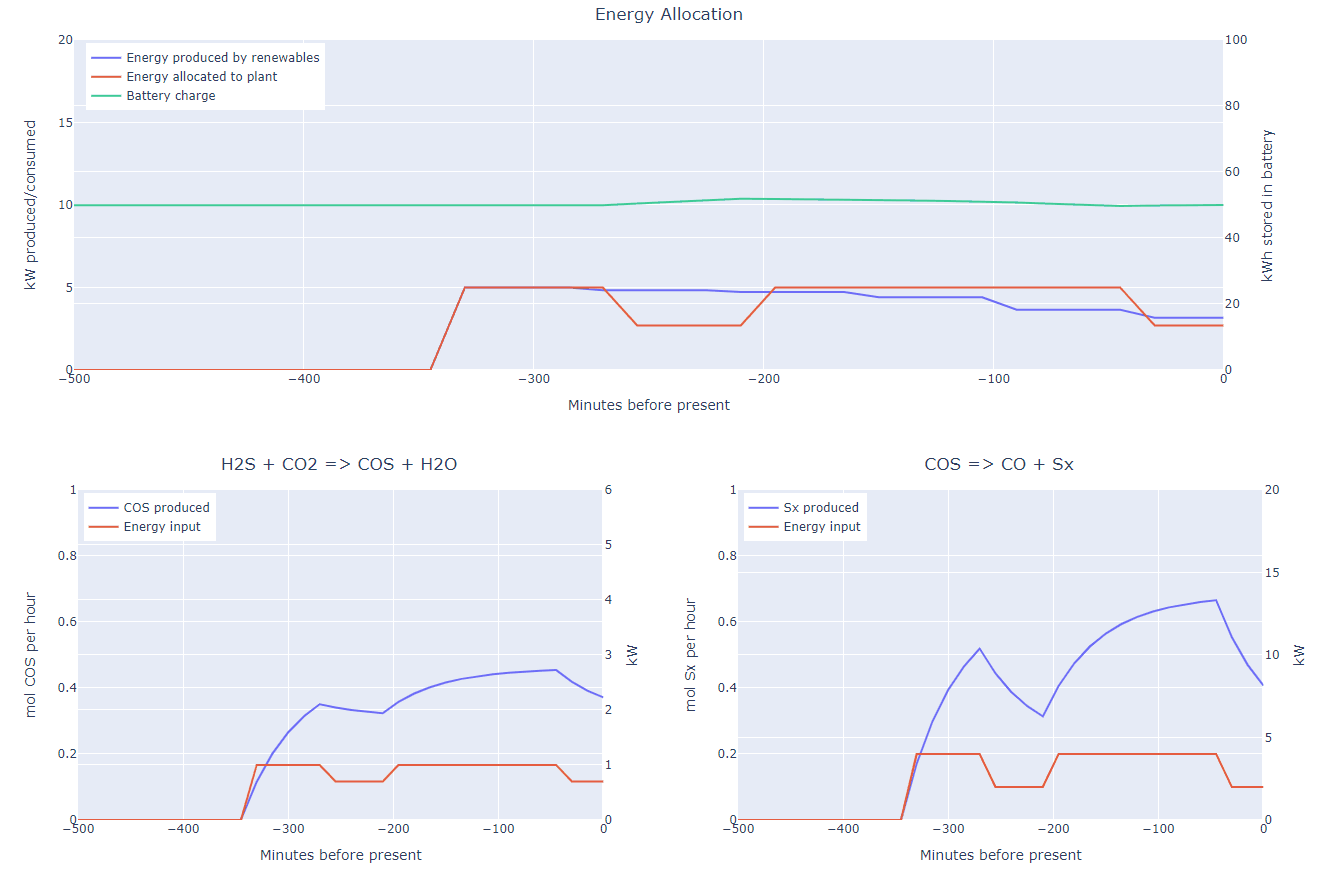 Energy Allocation
Energy produced by renewables
Energy allocated to plant
Battery charge
20
15
10
5
0
kW produced/consumed
100
80
60
40
20
0
kWh stored in battery
−500
−400
−300
−200
−100
0
Minutes before present
H2S + CO2 => COS + H2O
COS produced
Energy input
1
0.8
0.6
0.4
0.2
0
mol COS per hour
6
5
4
3
2
1
0
kW
−500
−400
−300
−200
−100
0
Minutes before present
COS => CO + Sx
Sx produced
Energy input
1
0.8
0.6
0.4
0.2
0
mol Sx per hour
20
15
10
5
0
kW
−500
−400
−300
−200
−100
0
Minutes before present